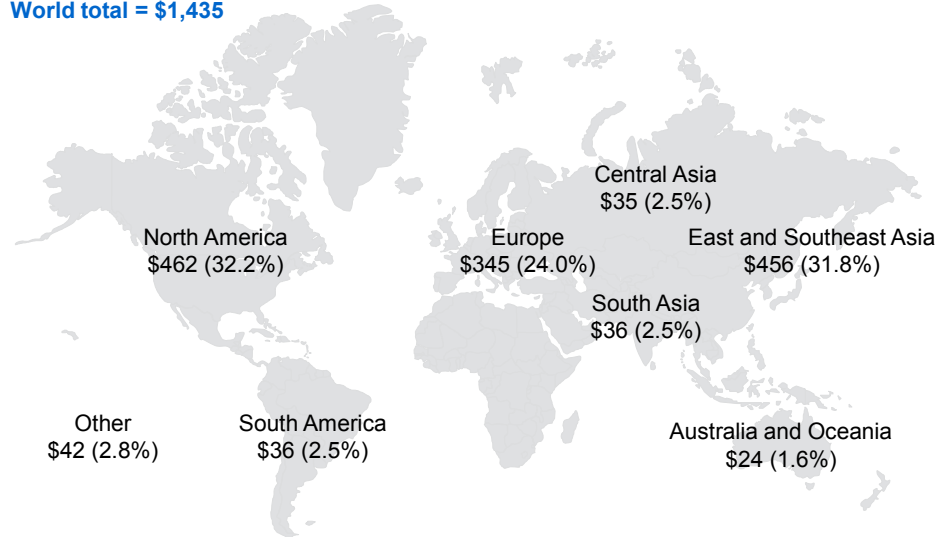 World total = $1,435
Central Asia
$35 (2.5%)
North America
$462 (32.2%)
Europe
$345 (24.0%)
East and Southeast Asia
$456 (31.8%)
South Asia
$36 (2.5%)
Other
$42 (2.8%)
South America
$36 (2.5%)
Australia and Oceania
$24 (1.6%)